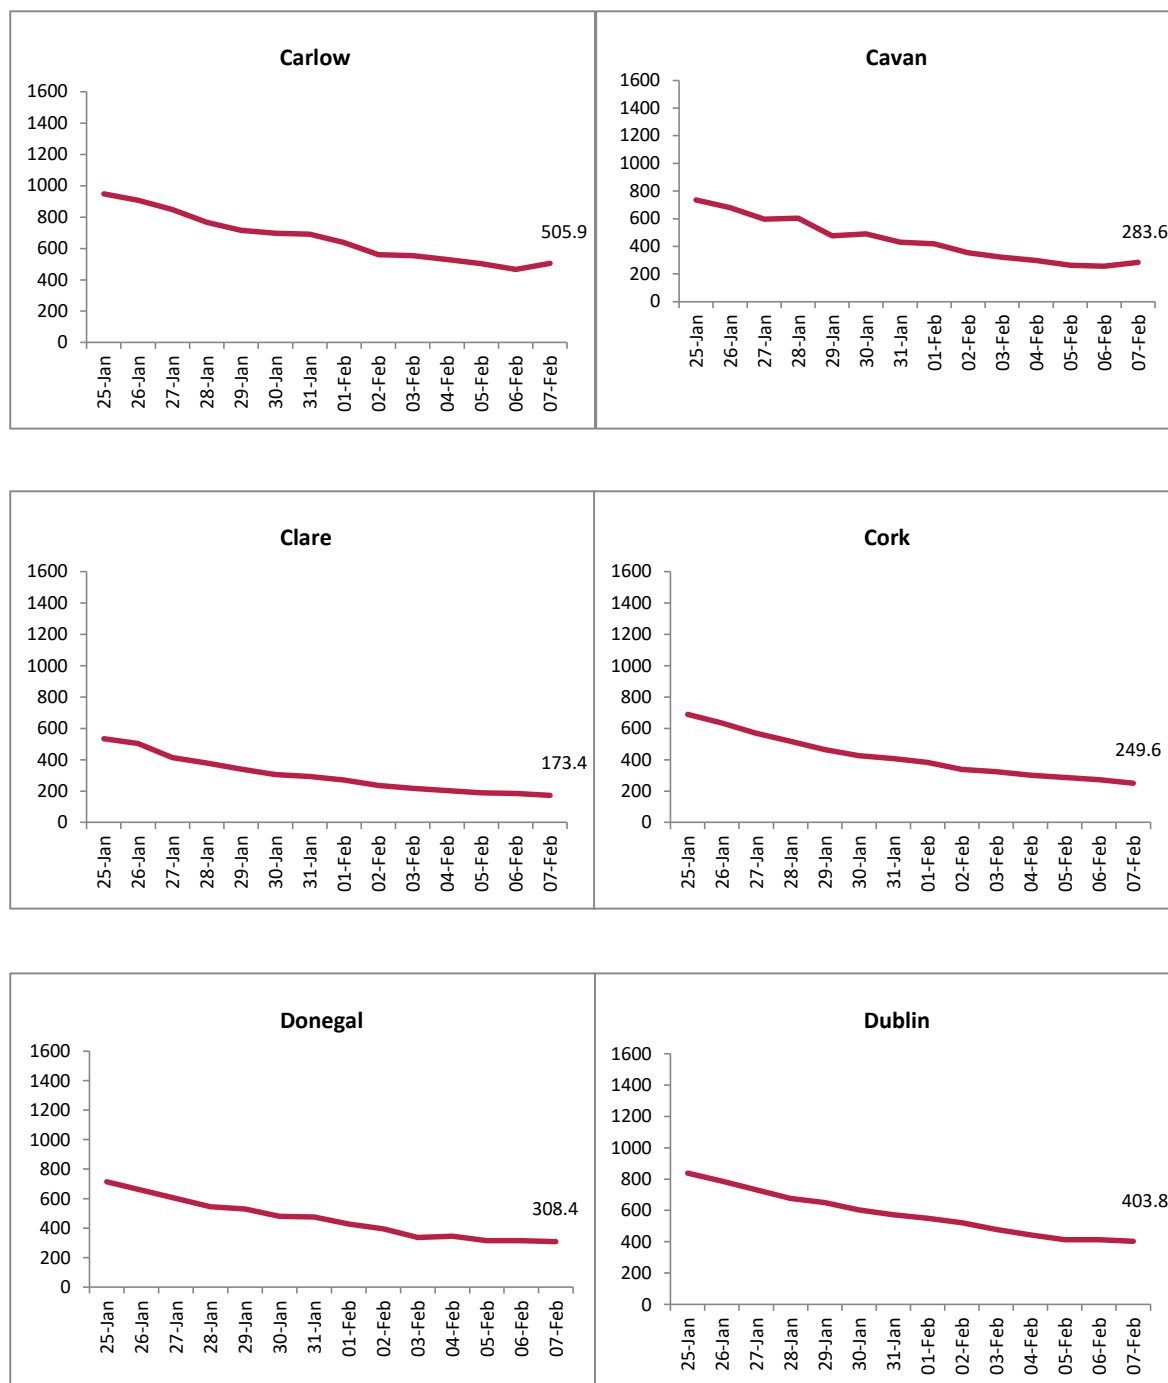 Carlow
1600
1400
1200
1000
800
600
400
200
0
505.9
25-Jan
26-Jan
27-Jan
28-Jan
29-Jan
30-Jan
31-Jan
01-Feb
02-Feb
03-Feb
04-Feb
05-Feb
06-Feb
07-Feb
Cavan
1600
1400
1200
1000
800
600
400
200
0
283.6
25-Jan
26-Jan
27-Jan
28-Jan
29-Jan
30-Jan
31-Jan
01-Feb
02-Feb
03-Feb
04-Feb
05-Feb
06-Feb
07-Feb
Clare
1600
1400
1200
1000
800
600
400
200
0
173.4
25-Jan
26-Jan
27-Jan
28-Jan
29-Jan
30-Jan
31-Jan
01-Feb
02-Feb
03-Feb
04-Feb
05-Feb
06-Feb
07-Feb
Cork
1600
1400
1200
1000
800
600
400
200
0
249.6
25-Jan
26-Jan
27-Jan
28-Jan
29-Jan
30-Jan
31-Jan
01-Feb
02-Feb
03-Feb
04-Feb
05-Feb
06-Feb
07-Feb
Donegal
1600
1400
1200
1000
800
600
400
200
0
308.4
25-Jan
26-Jan
27-Jan
28-Jan
29-Jan
30-Jan
31-Jan
01-Feb
02-Feb
03-Feb
04-Feb
05-Feb
06-Feb
07-Feb
Dublin
1600
1400
1200
1000
800
600
400
200
0
403.8
25-Jan
26-Jan
27-Jan
28-Jan
29-Jan
30-Jan
31-Jan
01-Feb
02-Feb
03-Feb
04-Feb
05-Feb
06-Feb
07-Feb